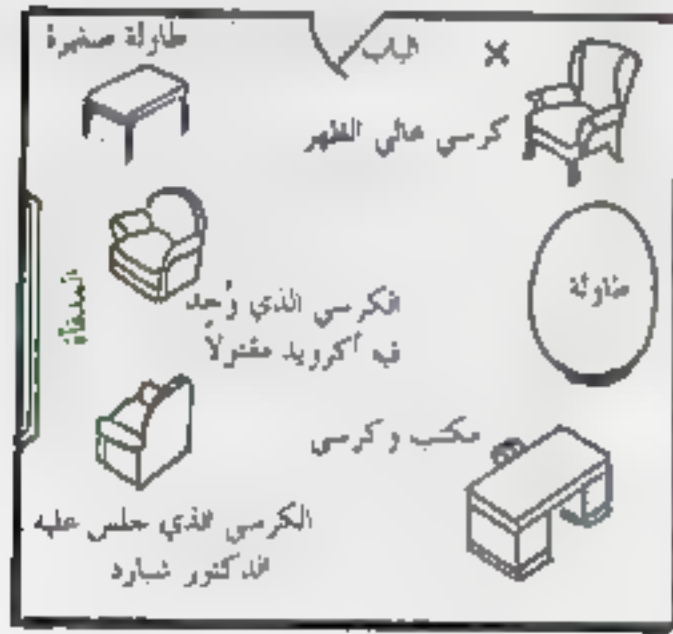 طاولة صغيرة
الباب
×
كرسي عالي الظهر
طاولة
المدفأة
الكرسي الذي وُجد
فيه أكرويد مقتولاً
مكتب وكرسي
الكرسي الذي جلس عليه
الدكتور شبارد